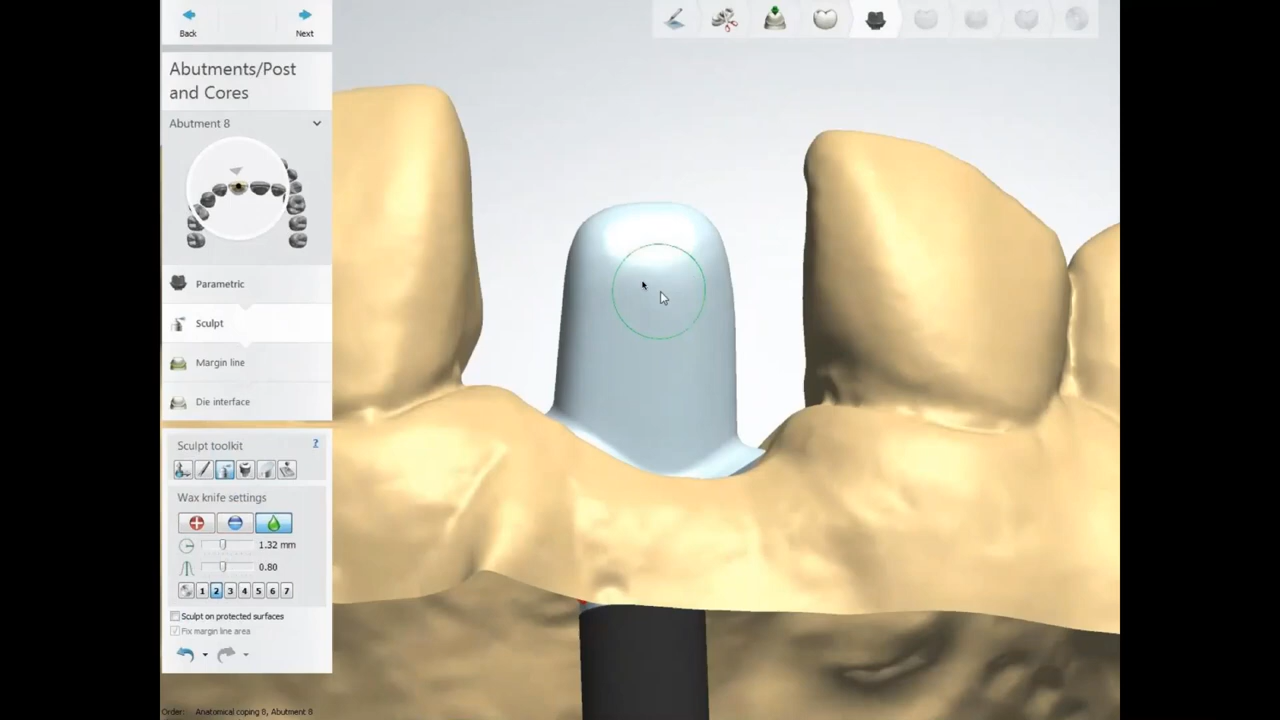 Back
Next
Abutments/Post
and Cores
Abutment 8
Parametric
Sculpt
Margin line
Die interface
Sculpt toolkit
?
Wax knife settings
1.32 mm
0.80
1 2 3 4 5 6 7
Sculpt on protected surfaces
Fix margin line area
Order: Anatomical coping 8, Abutment 8